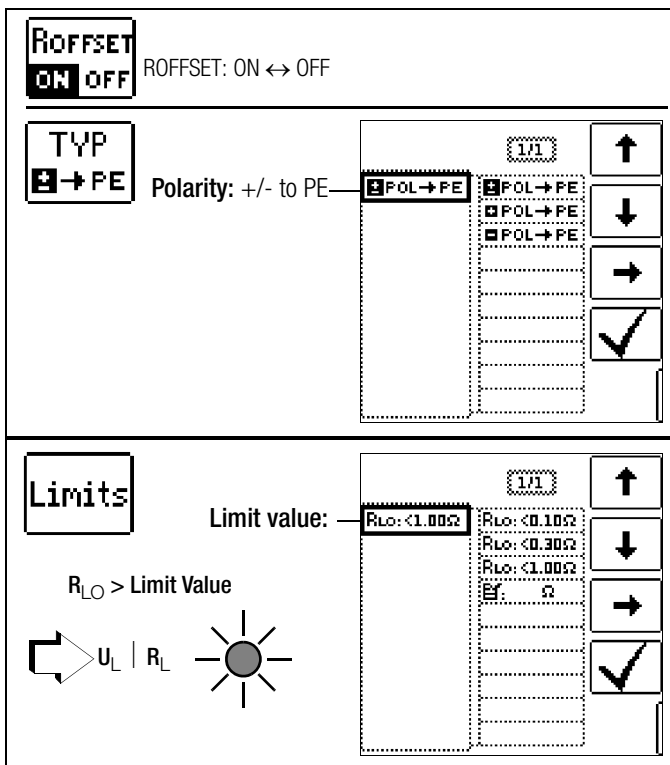 ROFFSET
ON OFF
ROFFSET: ON ↔ OFF
TYP
± → PE
Polarity: +/- to PE
1/1
±POL→PE
±POL→PE
+POL→PE
-POL→PE
Limits
Limit value:
1/1
RLO: <1.00Ω
RLO: <0.10Ω
RLO: <0.30Ω
RLO: <1.00Ω
: Ω
RLO > Limit Value
UL | RL